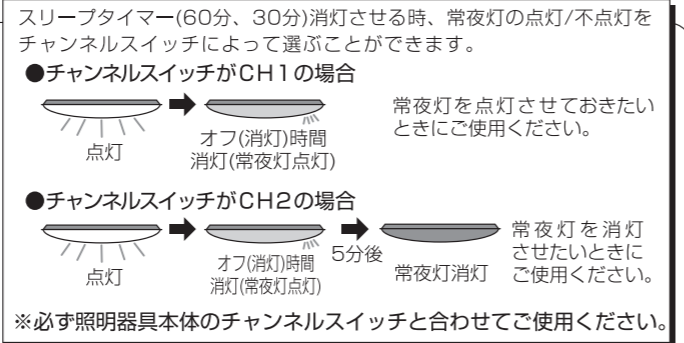 スリープタイマー(60分、30分)消灯させる時、常夜灯の点灯/不点灯を
チャンネルスイッチによって選ぶことができます。
●チャンネルスイッチがCH1の場合
点灯
オフ(消灯)時間
消灯(常夜灯点灯)
常夜灯を点灯させておきたい
ときにご使用ください。
●チャンネルスイッチがCH2の場合
点灯
オフ(消灯)時間
消灯(常夜灯点灯)
5分後
常夜灯消灯
常夜灯を消灯
させたいときに
ご使用ください。
※必ず照明器具本体のチャンネルスイッチと合わせてご使用ください。